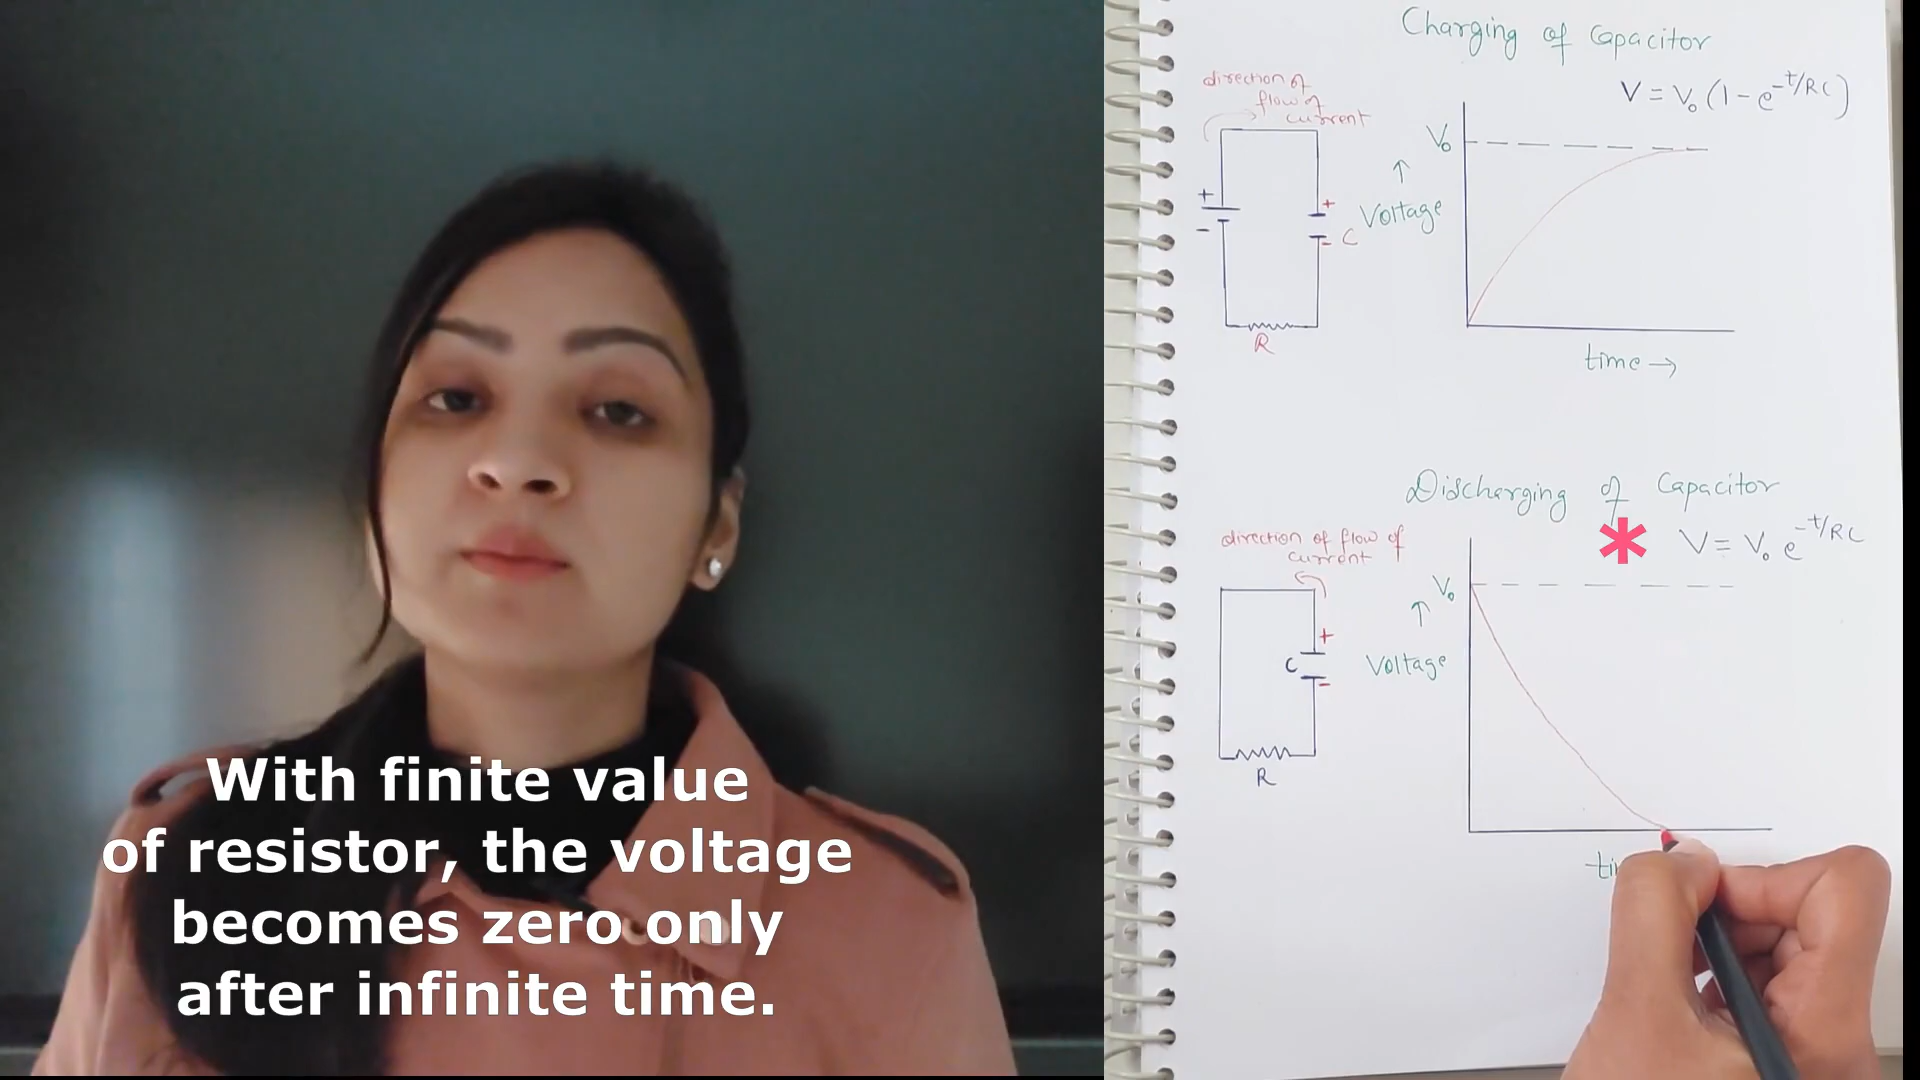 With finite value
of resistor, the voltage
becomes zero only
after infinite time.
Charging of Capacitor
direction of
flow of
current
V = V₀ (1 - e^-t/RC)
V₀
↑
Voltage
+
-
+
- C
R
time →
Discharging of Capacitor
* V = V₀ e^-t/RC
direction of flow of
current
V₀
↑
Voltage
+
C
-
R